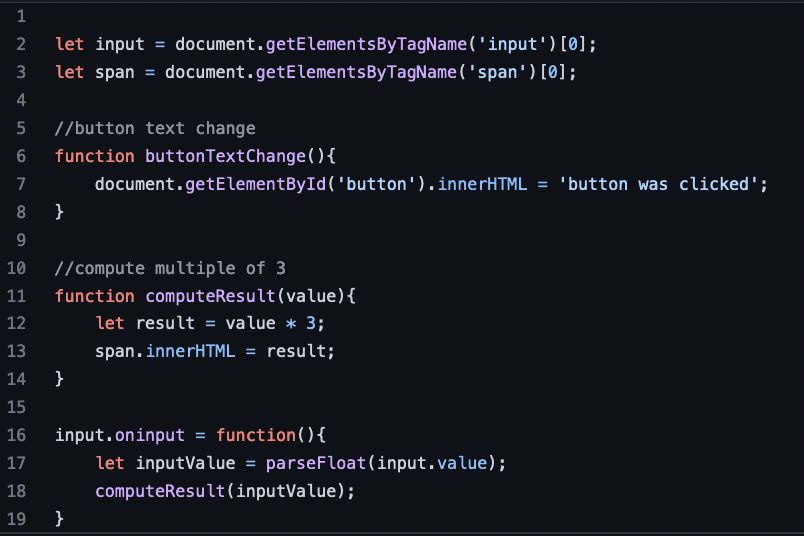 1
2 let input = document.getElementsByTagName('input')[0];
3 let span = document.getElementsByTagName('span')[0];
4
5 //button text change
6 function buttonTextChange(){
7     document.getElementById('button').innerHTML = 'button was clicked';
8 }
9
10 //compute multiple of 3
11 function computeResult(value){
12     let result = value * 3;
13     span.innerHTML = result;
14 }
15
16 input.oninput = function(){
17     let inputValue = parseFloat(input.value);
18     computeResult(inputValue);
19 }